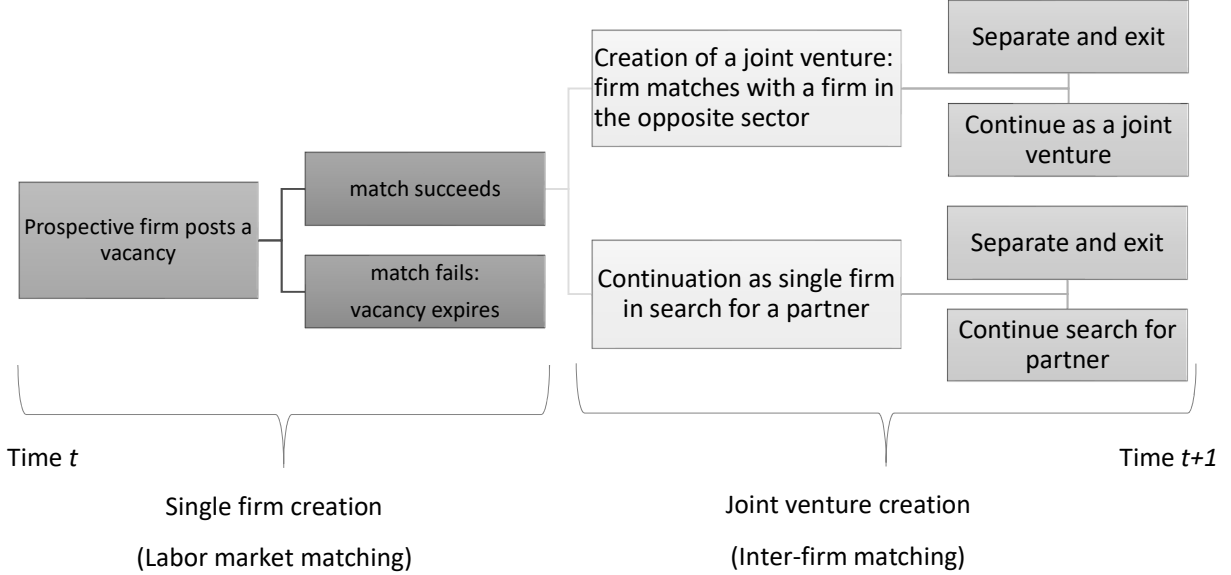 Prospective firm posts a
vacancy
match succeeds
match fails:
vacancy expires
Creation of a joint venture:
firm matches with a firm in
the opposite sector
Separate and exit
Continue as a joint
venture
Continuation as single firm
in search for a partner
Separate and exit
Continue search for
partner
Time t
Time t+1
Single firm creation
(Labor market matching)
Joint venture creation
(Inter-firm matching)